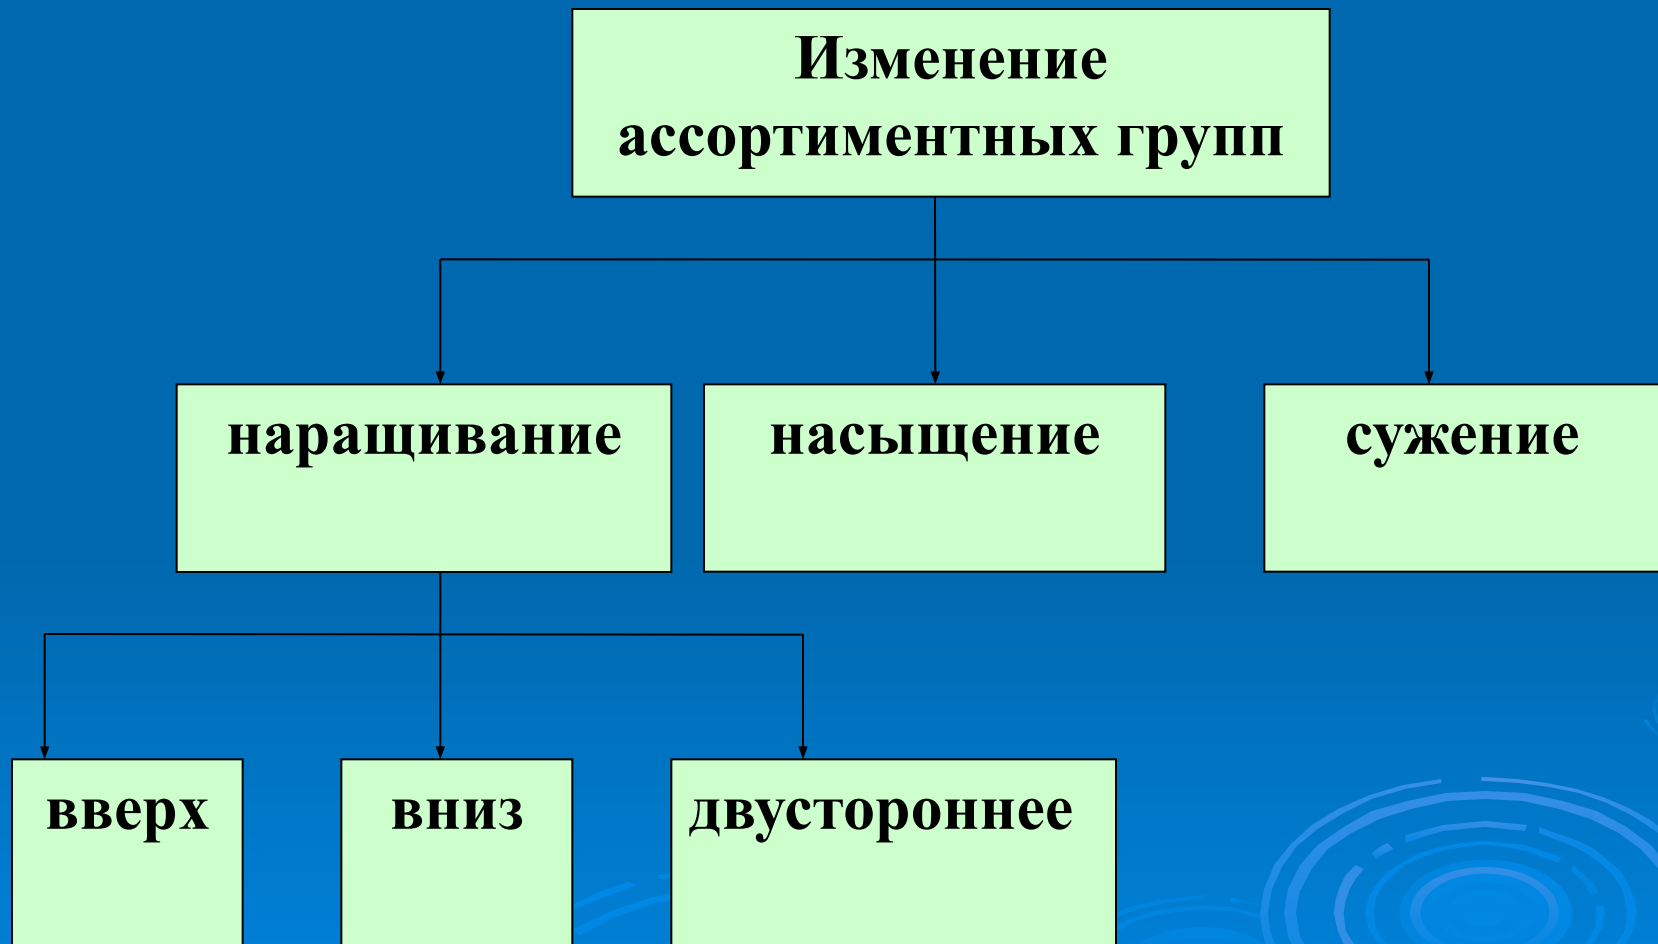 Изменение
ассортиментных групп
наращивание
насыщение
сужение
вверх
вниз
двустороннее